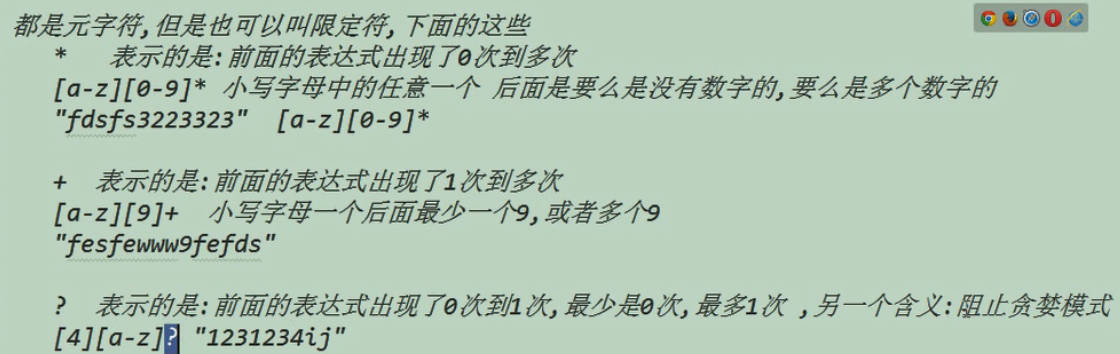 都是元字符,但是也可以叫限定符,下面的这些
* 表示的是:前面的表达式出现了0次到多次
[a-z][0-9]* 小写字母中的任意一个 后面是要么是没有数字的,要么是多个数字的
"fdsfs3223323" [a-z][0-9]*
+ 表示的是:前面的表达式出现了1次到多次
[a-z][9]+ 小写字母一个后面最少一个9,或者多个9
"fesfewww9fefds"
? 表示的是:前面的表达式出现了0次到1次,最少是0次,最多1次 ,另一个含义:阻止贪婪模式
[4][a-z]? "1231234ij"